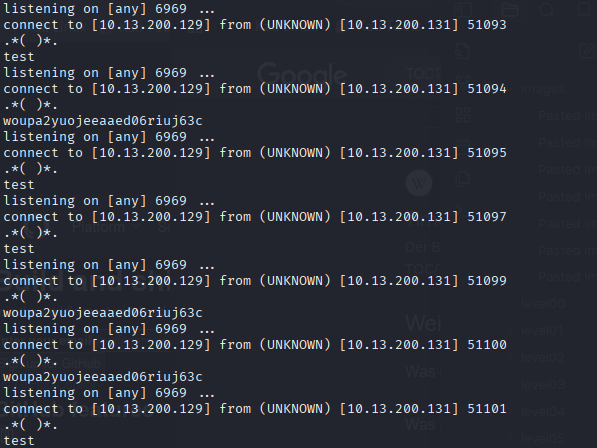 listening on [any] 6969 ...
connect to [10.13.200.129] from (UNKNOWN) [10.13.200.131] 51093
.*( )*.
test
listening on [any] 6969 ...
connect to [10.13.200.129] from (UNKNOWN) [10.13.200.131] 51094
.*( )*.
woupa2yuojeeaaed06riuj63c
listening on [any] 6969 ...
connect to [10.13.200.129] from (UNKNOWN) [10.13.200.131] 51095
.*( )*.
test
listening on [any] 6969 ...
connect to [10.13.200.129] from (UNKNOWN) [10.13.200.131] 51097
.*( )*.
test
listening on [any] 6969 ...
connect to [10.13.200.129] from (UNKNOWN) [10.13.200.131] 51099
.*( )*.
woupa2yuojeeaaed06riuj63c
listening on [any] 6969 ...
connect to [10.13.200.129] from (UNKNOWN) [10.13.200.131] 51100
.*( )*.
woupa2yuojeeaaed06riuj63c
listening on [any] 6969 ...
connect to [10.13.200.129] from (UNKNOWN) [10.13.200.131] 51101
.*( )*.
test